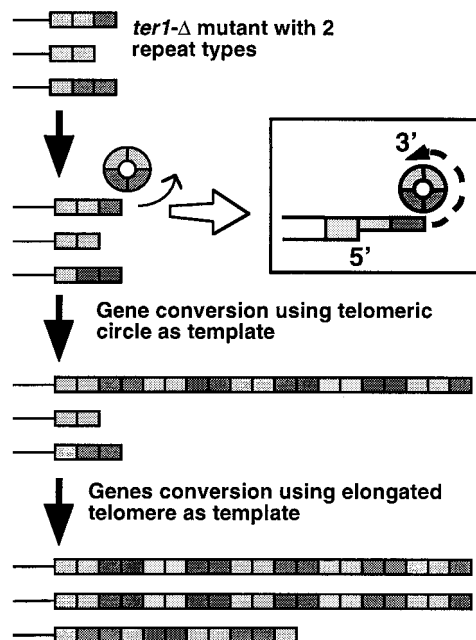 ter1-Δ mutant with 2
repeat types
3’
5’
Gene conversion using telomeric
circle as template
Genes conversion using elongated
telomere as template